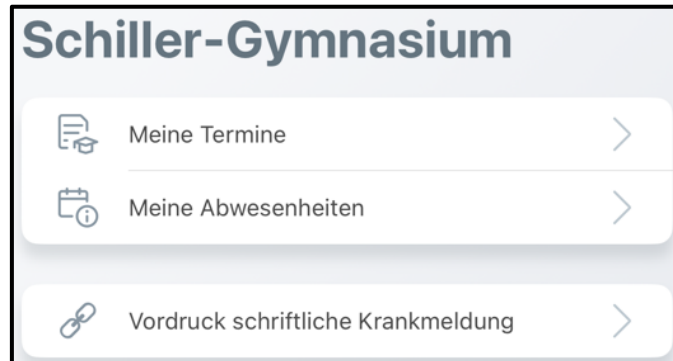 Schiller-Gymnasium
Meine Termine
Meine Abwesenheiten
Vordruck schriftliche Krankmeldung